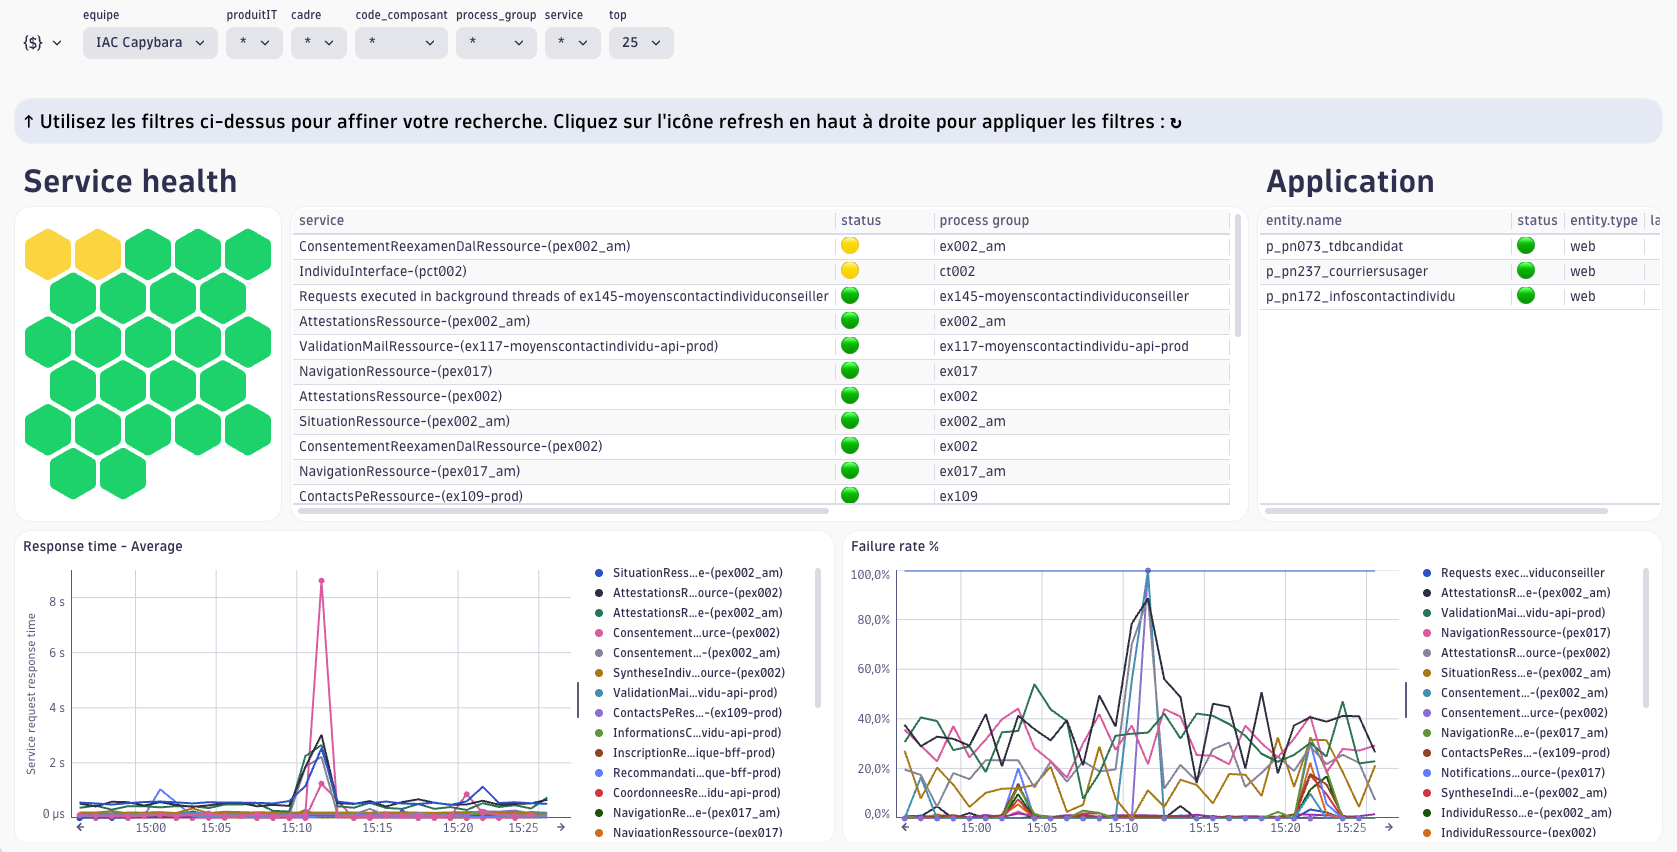 equipe produitIT cadre code_composant process_group service top
{$} IAC Capybara * * * * * 25
↑ Utilisez les filtres ci-dessus pour affiner votre recherche. Cliquez sur l'icône refresh en haut à droite pour appliquer les filtres : ↻
Service health
Application
service status process group
ConsentementReexamenDalRessource-(pex002_am) ex002_am
IndividuInterface-(pct002) ct002
Requests executed in background threads of ex145-moyenscontactindividuconseiller ex145-moyenscontactindividuconseiller
AttestationsRessource-(pex002_am) ex002_am
ValidationMailRessource-(ex117-moyenscontactindividu-api-prod) ex117-moyenscontactindividu-api-prod
NavigationRessource-(pex017) ex017
AttestationsRessource-(pex002) ex002
SituationRessource-(pex002_am) ex002_am
ConsentementReexamenDalRessource-(pex002) ex002
NavigationRessource-(pex017_am) ex017_am
ContactsPeRessource-(ex109-prod) ex109
entity.name status entity.type la
p_pn073_tdbcandidat web
p_pn237_courriersusager web
p_pn172_infoscontactindividu web
Response time - Average
Service request response time
8 s
6 s
4 s
2 s
0 µs
15:00 15:05 15:10 15:15 15:20 15:25
SituationRess...e-(pex002_am)
AttestationsR...ource-(pex002)
AttestationsR...e-(pex002_am)
Consentement...urce-(pex002)
Consentement...-(pex002_am)
SyntheseIndiv...ource-(pex002)
ValidationMai...vidu-api-prod)
ContactsPeRes...-(ex109-prod)
InformationsC...vidu-api-prod)
InscriptionRe...ique-bff-prod)
Recommandati...que-bff-prod)
CoordonneesRe...idu-api-prod)
NavigationRe...e-(pex017_am)
NavigationRessource-(pex017)
Failure rate %
100,0%
80,0%
60,0%
40,0%
20,0%
0,0%
15:00 15:05 15:10 15:15 15:20 15:25
Requests exec...viduconseiller
AttestationsR...e-(pex002_am)
ValidationMai...vidu-api-prod)
NavigationRessource-(pex017)
AttestationsR...ource-(pex002)
SituationRess...e-(pex002_am)
Consentement...-(pex002_am)
Consentement...urce-(pex002)
NavigationRe...e-(pex017_am)
ContactsPeRes...-(ex109-prod)
Notifications...ource-(pex017)
SyntheseIndi...e-(pex002_am)
IndividuResso...e-(pex002_am)
IndividuRessource-(pex002)